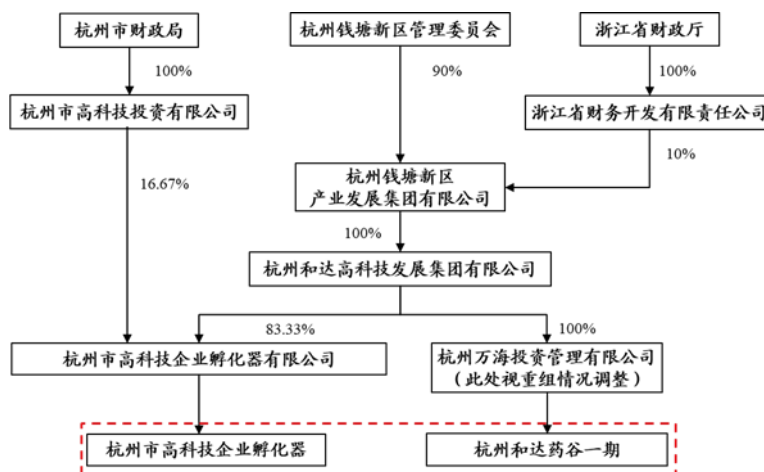 杭州市财政局
杭州钱塘新区管理委员会
浙江省财政厅
100%
90%
100%
杭州市高科技投资有限公司
浙江省财务开发有限责任公司
16.67%
10%
杭州钱塘新区
产业发展集团有限公司
100%
杭州和达高科技发展集团有限公司
83.33%
100%
杭州市高科技企业孵化器有限公司
杭州万海投资管理有限公司
（此处视重组情况调整）
杭州市高科技企业孵化器
杭州和达药谷一期